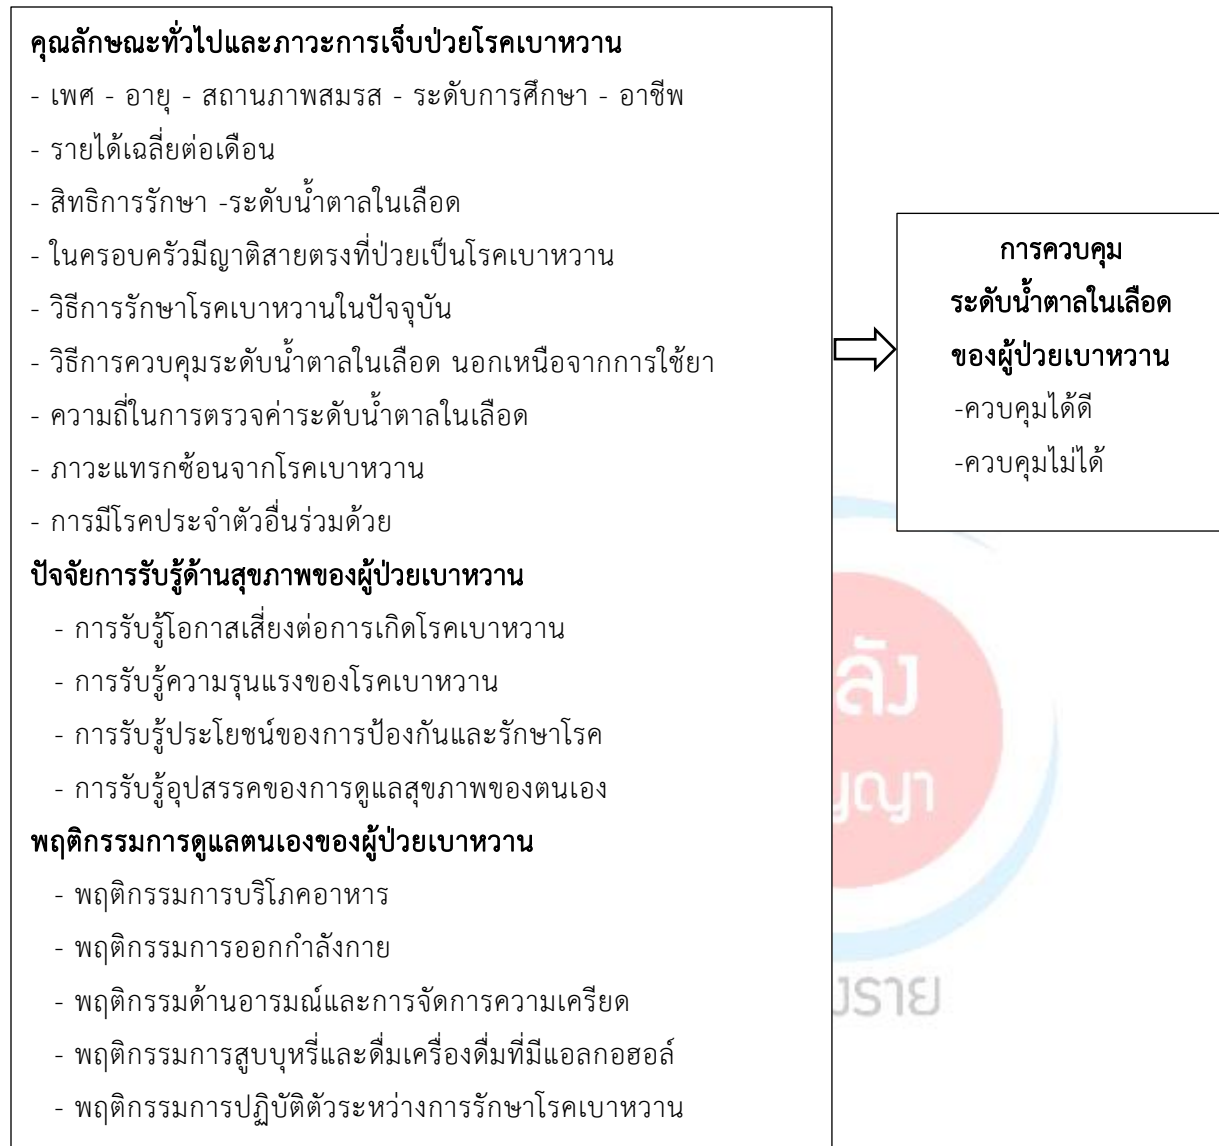 คุณลักษณะทั่วไปและภาวะการเจ็บป่วยโรคเบาหวาน
- เพศ - อายุ - สถานภาพสมรส - ระดับการศึกษา - อาชีพ
- รายได้เฉลี่ยต่อเดือน
- สิทธิการรักษา -ระดับน้ำตาลในเลือด
- ในครอบครัวมีญาติสายตรงที่ป่วยเป็นโรคเบาหวาน
- วิธีการรักษาโรคเบาหวานในปัจจุบัน
- วิธีการควบคุมระดับน้ำตาลในเลือด นอกเหนือจากการใช้ยา
- ความถี่ในการตรวจค่าระดับน้ำตาลในเลือด
- ภาวะแทรกซ้อนจากโรคเบาหวาน
- การมีโรคประจำตัวอื่นร่วมด้วย
ปัจจัยการรับรู้ด้านสุขภาพของผู้ป่วยเบาหวาน
- การรับรู้โอกาสเสี่ยงต่อการเกิดโรคเบาหวาน
- การรับรู้ความรุนแรงของโรคเบาหวาน
- การรับรู้ประโยชน์ของการป้องกันและรักษาโรค
- การรับรู้อุปสรรคของการดูแลสุขภาพของตนเอง
พฤติกรรมการดูแลตนเองของผู้ป่วยเบาหวาน
- พฤติกรรมการบริโภคอาหาร
- พฤติกรรมการออกกำลังกาย
- พฤติกรรมด้านอารมณ์และการจัดการความเครียด
- พฤติกรรมการสูบบุหรี่และดื่มเครื่องดื่มที่มีแอลกอฮอล์
- พฤติกรรมการปฏิบัติตัวระหว่างการรักษาโรคเบาหวาน
การควบคุม
ระดับน้ำตาลในเลือด
ของผู้ป่วยเบาหวาน
-ควบคุมได้ดี
-ควบคุมไม่ได้